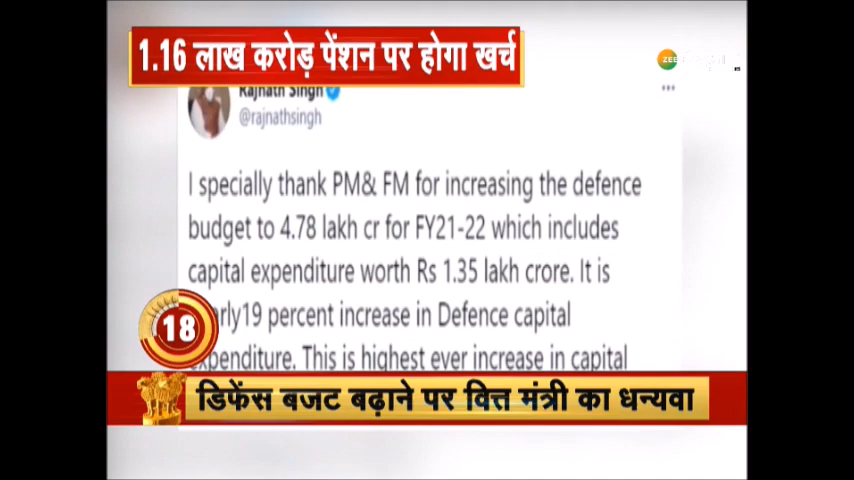 1.16 लाख करोड़ पेंशन पर होगा खर्च
ZEE
Rajnath Singh
@rajnathsingh
I specially thank PM& FM for increasing the defence
budget to 4.78 lakh cr for FY21-22 which includes
capital expenditure worth Rs 1.35 lakh crore. It is
19 percent increase in Defence capital
This is highest ever increase in capital
18
डिफेंस बजट बढ़ाने पर वित्त मंत्री का धन्यवा